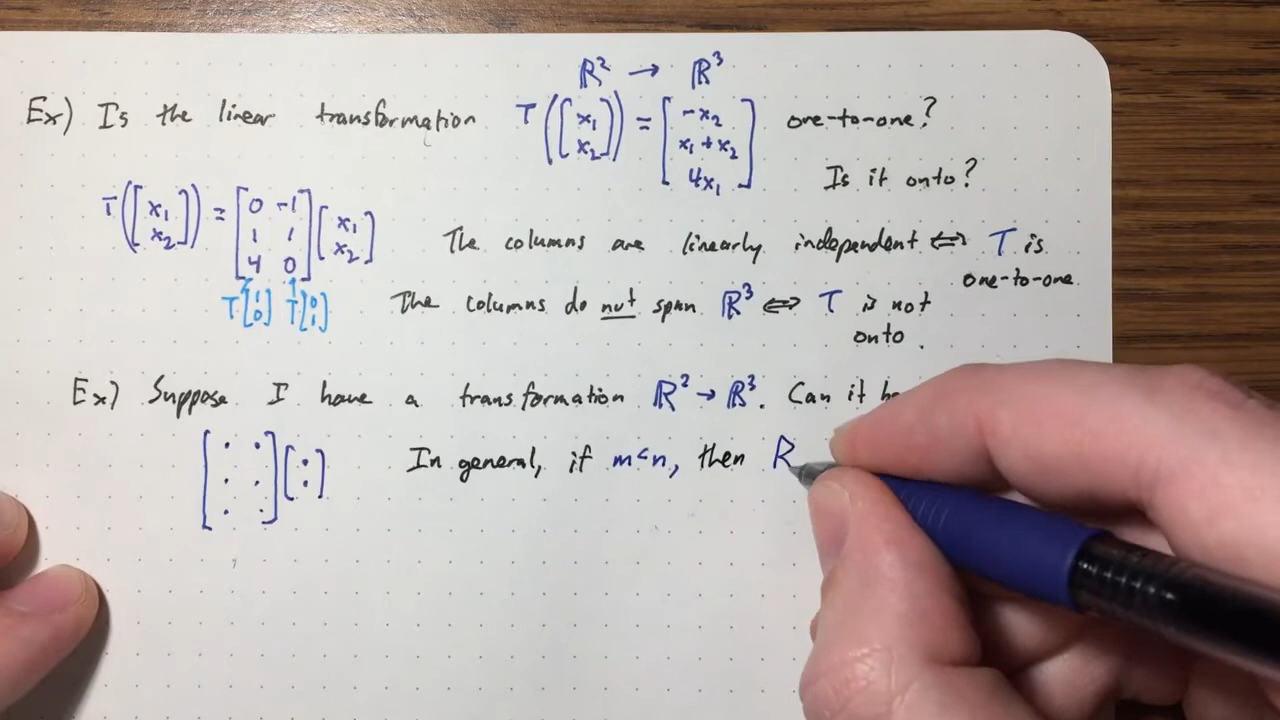 ℝ² → ℝ³
Ex) Is the linear transformation T([x₁ x₂]) = [-x₂ x₁+x₂ 4x₁] one-to-one?
Is it onto?
T([x₁ x₂]) = [0 -1 1 1 4 0][x₁ x₂] The columns are linearly independent ⇔ T is
one-to-one.
T[1 0] T[0 1] The columns do not span ℝ³ ⇔ T is not
onto.
Ex) Suppose I have a transformation ℝ² → ℝ³. Can it
[: : :][: ] In general, if m<n, then R